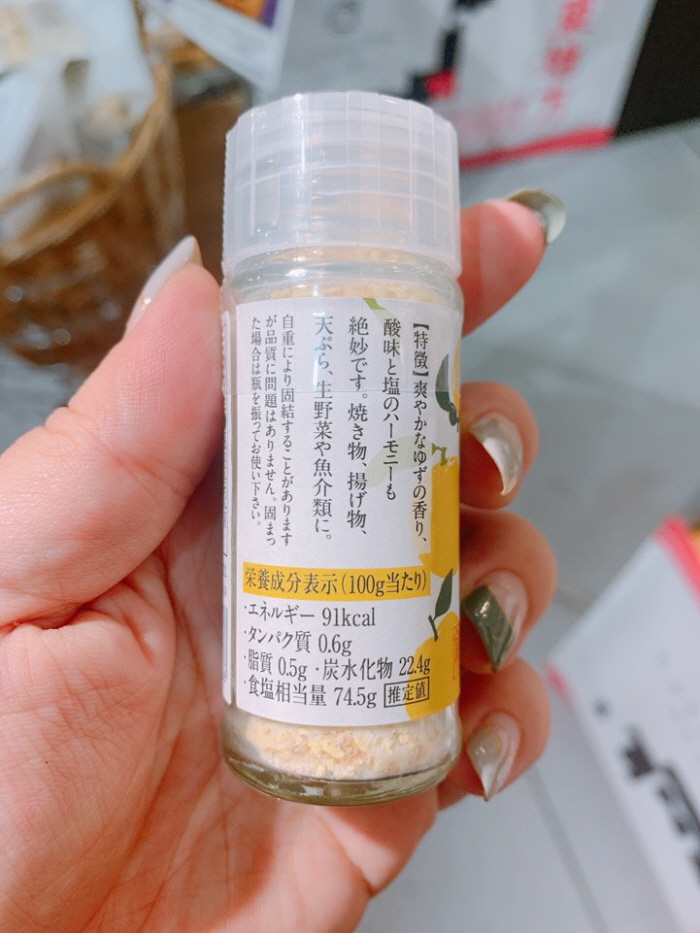 【特徴】爽やかなゆずの香り、
酸味と塩のハーモニーも
絶妙です。焼き物、揚げ物、
天ぷら、生野菜や魚介類に。
自重により固結することがあります
が品質に問題はありません。固まっ
た場合は瓶を振ってお使い下さい。
栄養成分表示(100g当たり)
・エネルギー 91kcal
・タンパク質 0.6g
・脂質 0.5g ・炭水化物 22.4g
・食塩相当量 74.5g 推定値